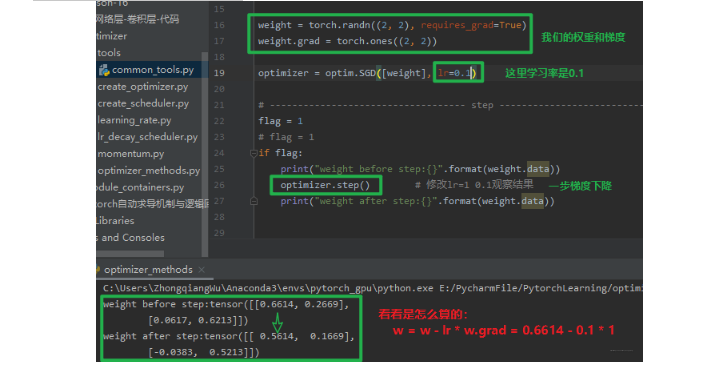 son-16
网络层-卷积层-代码
timizer
tools
common_tools.py
create_optimizer.py
create_scheduler.py
learning_rate.py
lr_decay_scheduler.py
momentum.py
optimizer_methods.py
odule_containers.py
torch自动求导机制与逻辑回
Libraries
s and Consoles
15
16 weight = torch.randn((2, 2), requires_grad=True)
17 weight.grad = torch.ones((2, 2))
我们的权重和梯度
18
19 optimizer = optim.SGD([weight], lr=0.1) 这里学习率是0.1
20
21 # ----------------------------------- step -----------------------------------
22 flag = 1
23 # flag = 1
24 if flag:
25 print("weight before step:{}".format(weight.data))
26 optimizer.step() # 修改lr=1 0.1观察结果 一步梯度下降
27 print("weight after step:{}".format(weight.data))
28
29
optimizer_methods ×
C:\Users\ZhongqiangWu\Anaconda3\envs\pytorch_gpu\python.exe E:/PycharmFile/PytorchLearning/optim
weight before step:tensor([[0.6614, 0.2669],
[0.0617, 0.6213]])
weight after step:tensor([[ 0.5614, 0.1669],
[-0.0383, 0.5213]])
看看是怎么算的：
w = w - lr * w.grad = 0.6614 - 0.1 * 1